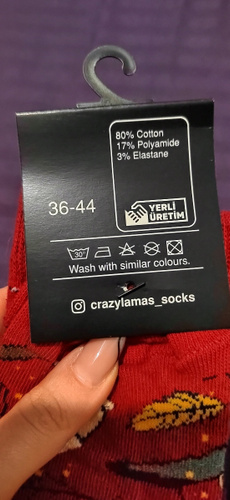 80% Cotton
17% Polyamide
3% Elastane
36-44
YERLİ
ÜRETİM
30°
Wash with similar colours.
crazylamas_socks